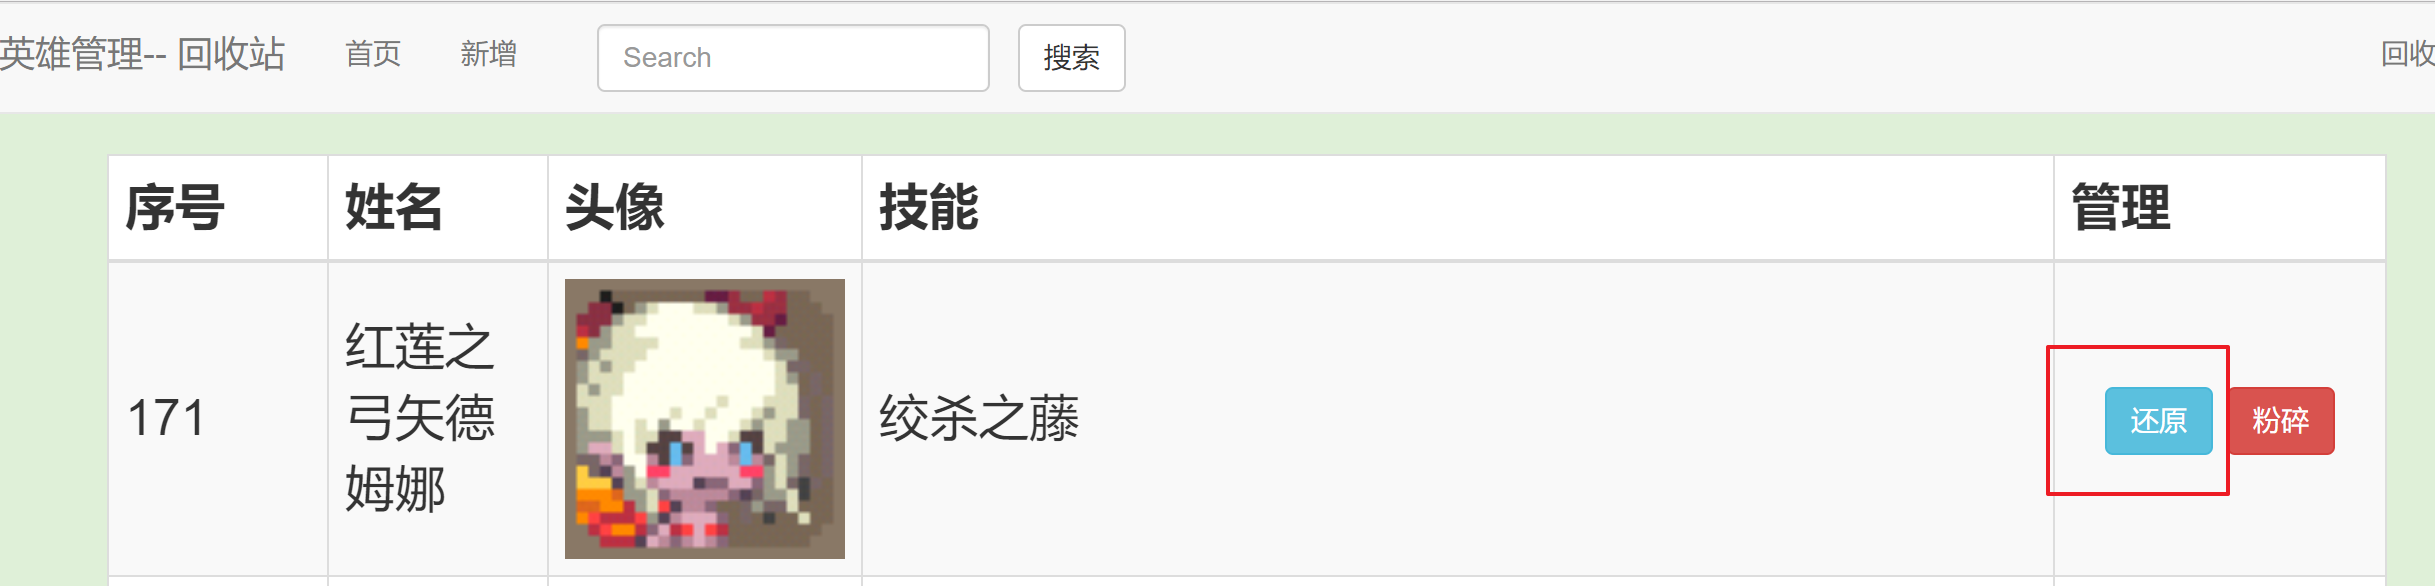 英雄管理-- 回收站 首页 新增 Search 搜索 回收
序号 姓名 头像 技能 管理
171 红莲之弓矢德姆娜 绞杀之藤 还原 粉碎